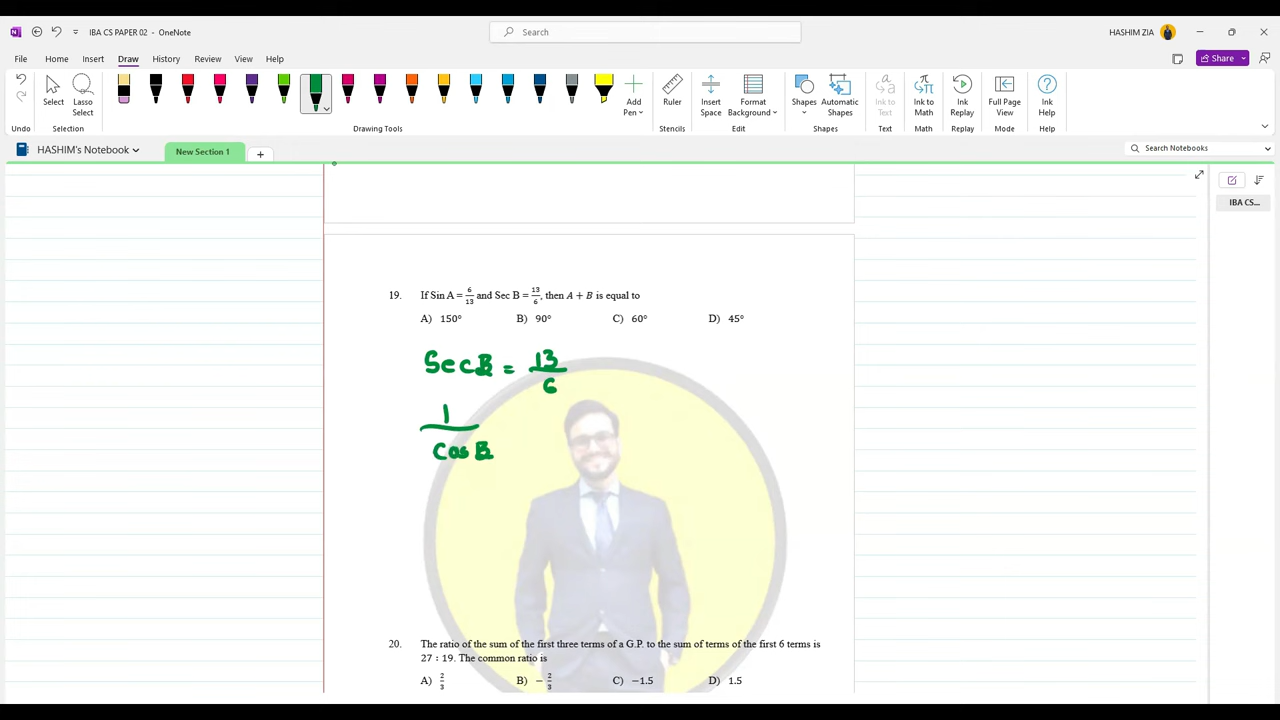 IBA CS PAPER 02 - OneNote
Search
HASHIM ZIA
File Home Insert Draw History Review View Help
Share
Undo
Select
Lasso Select
Selection
Drawing Tools
Add Pen
Ruler
Stencils
Insert Space
Format Background
Edit
Shapes
Automatic Shapes
Shapes
Ink to Text
Text
Ink to Math
Math
Ink Replay
Replay
Full Page View
Mode
Ink Help
Help
HASHIM's Notebook
New Section 1
Search Notebooks
IBA CS...
19. If Sin A = 6/13 and Sec B = 13/6, then A + B is equal to
A) 150° B) 90° C) 60° D) 45°
Sec B = 13/6
1/Cos B
20. The ratio of the sum of the first three terms of a G.P. to the sum of terms of the first 6 terms is
27 : 19. The common ratio is
A) 2/3 B) −2/3 C) −1.5 D) 1.5